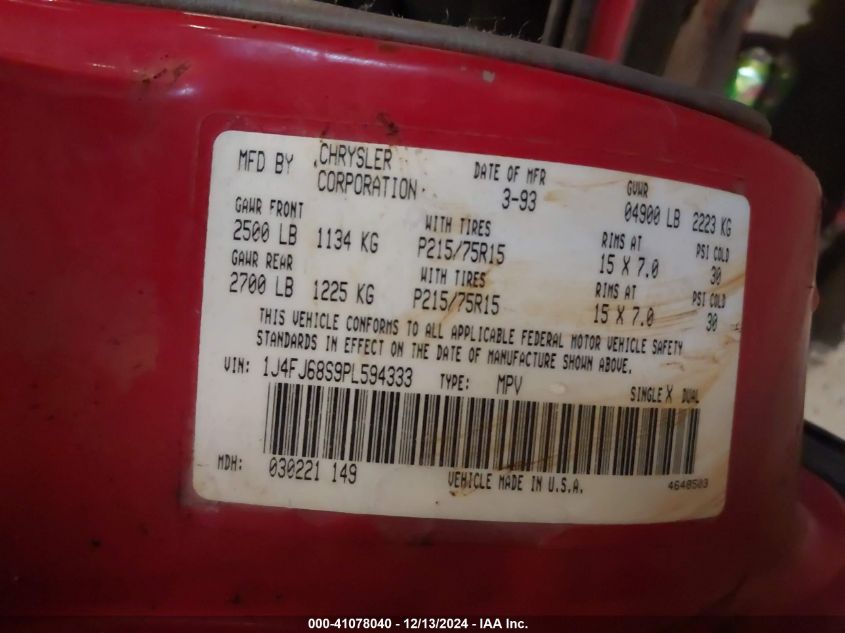 MFD BY CHRYSLER CORPORATION DATE OF MFR 3-93 GVWR 04900 LB 2223 KG
GAWR FRONT WITH TIRES RIMS AT PSI COLD
2500 LB 1134 KG P215/75R15 15 X 7.0 30
GAWR REAR WITH TIRES RIMS AT PSI COLD
2700 LB 1225 KG P215/75R15 15 X 7.0 30
THIS VEHICLE CONFORMS TO ALL APPLICABLE FEDERAL MOTOR VEHICLE SAFETY
STANDARDS IN EFFECT ON THE DATE OF MANUFACTURE SHOWN ABOVE.
VIN: 1J4FJ68S9PL594333 TYPE: MPV SINGLE X DUAL
MDH: 030221 149 VEHICLE MADE IN U.S.A. 4648503
000-41078040 - 12/13/2024 - IAA Inc.